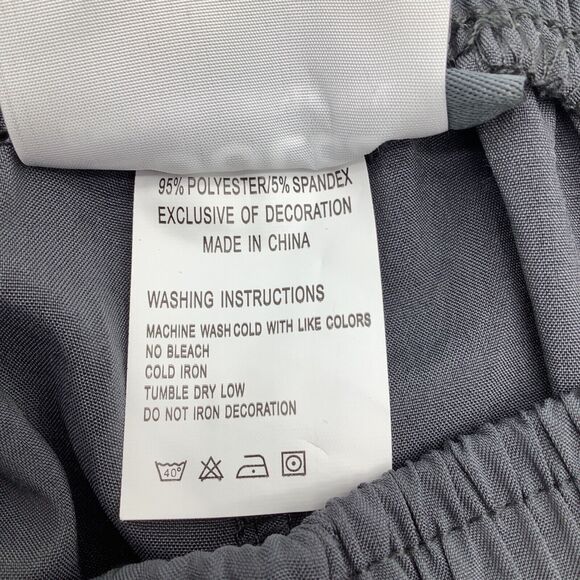 95% POLYESTER/5% SPANDEX
EXCLUSIVE OF DECORATION
MADE IN CHINA
WASHING INSTRUCTIONS
MACHINE WASH COLD WITH LIKE COLORS
NO BLEACH
COLD IRON
TUMBLE DRY LOW
DO NOT IRON DECORATION
40°